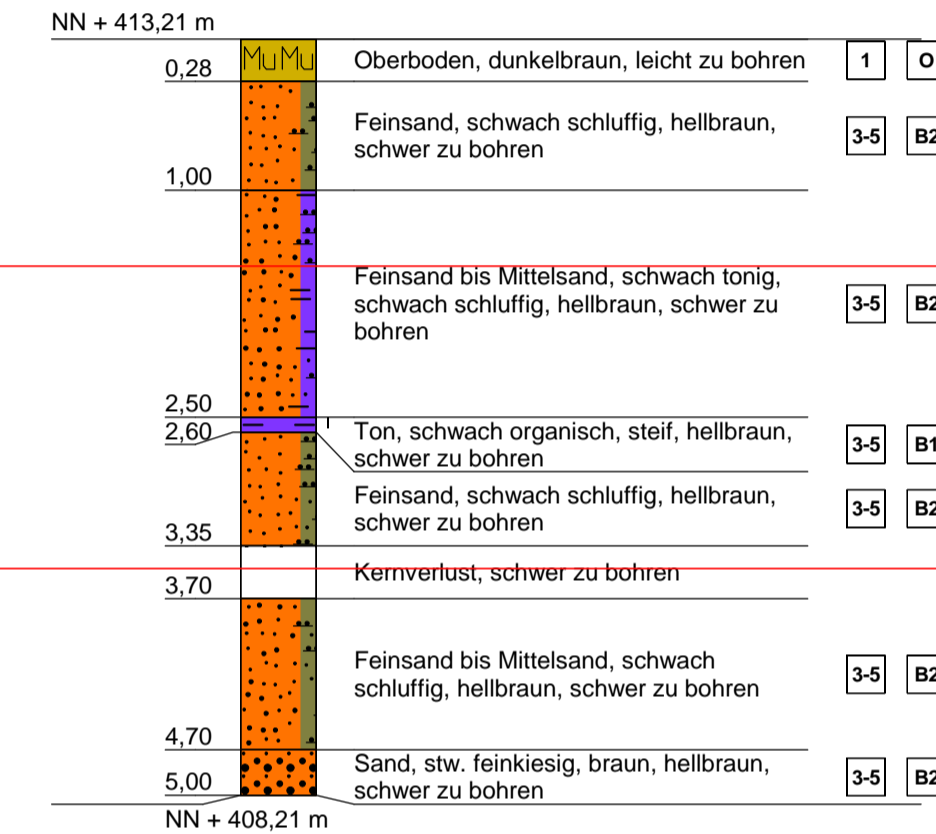 NN + 413,21 m
MuMu
0,28
Oberboden, dunkelbraun, leicht zu bohren
1
O
Feinsand, schwach schluffig, hellbraun,
schwer zu bohren
3-5
B2
1,00
Feinsand bis Mittelsand, schwach tonig,
schwach schluffig, hellbraun, schwer zu
bohren
3-5
B2
2,50
2,60
Ton, schwach organisch, steif, hellbraun,
schwer zu bohren
3-5
B1
Feinsand, schwach schluffig, hellbraun,
schwer zu bohren
3-5
B2
3,35
Kernverlust, schwer zu bohren
3,70
Feinsand bis Mittelsand, schwach
schluffig, hellbraun, schwer zu bohren
3-5
B2
4,70
Sand, stw. feinkiesig, braun, hellbraun,
schwer zu bohren
3-5
B2
5,00
NN + 408,21 m